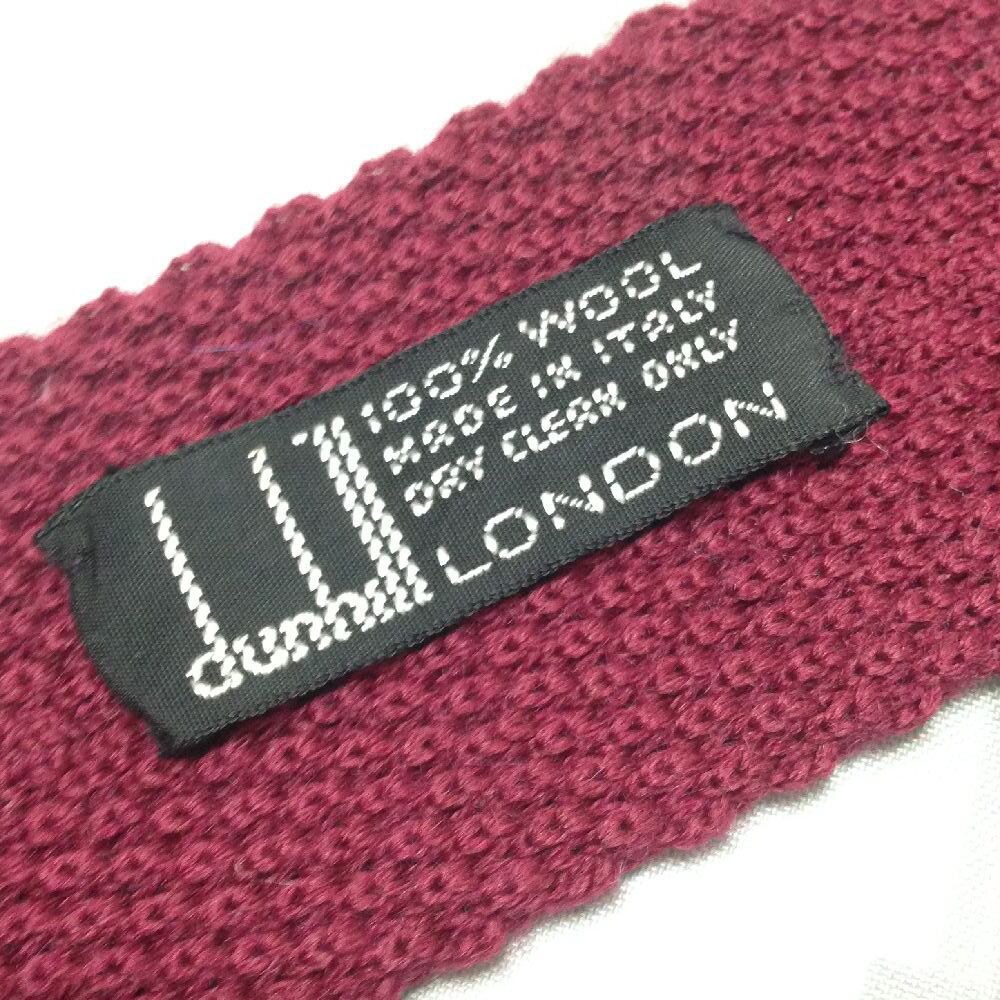 dunhill
100% WOOL
MADE IN ITALY
DRY CLEAN ONLY
LONDON